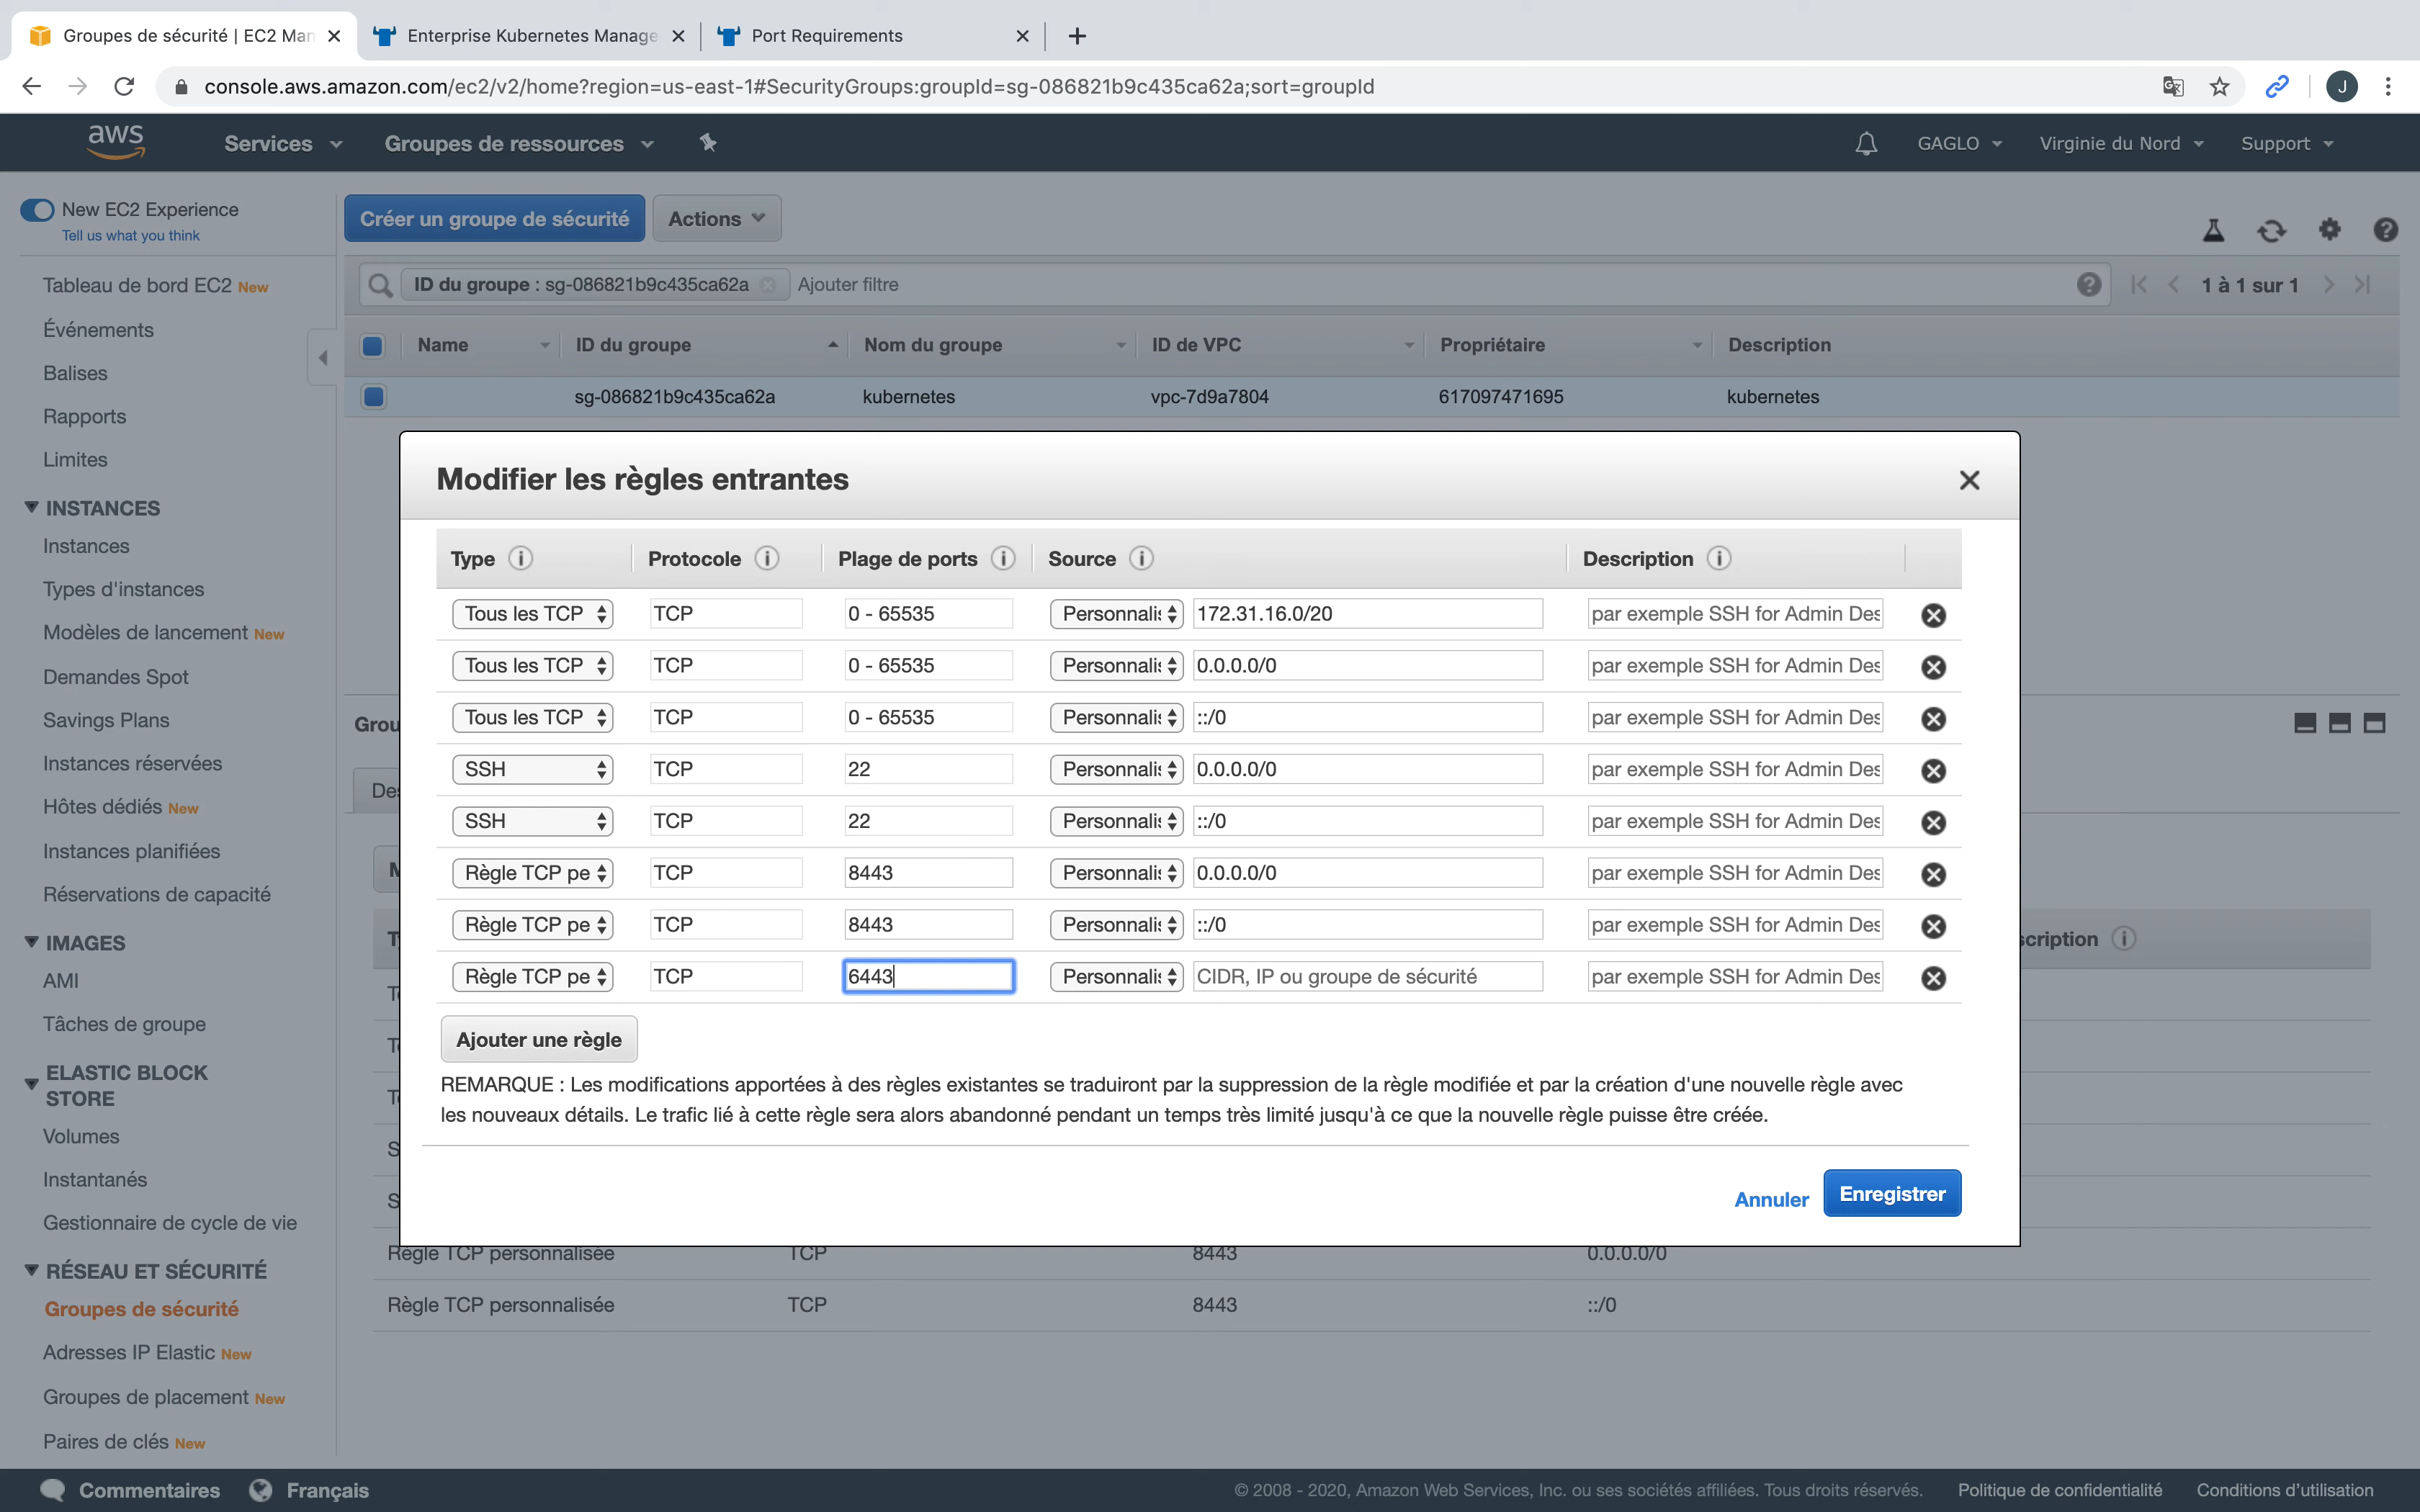 Groupes de sécurité | EC2 Man
Enterprise Kubernetes Manage
Port Requirements
console.aws.amazon.com/ec2/v2/home?region=us-east-1#SecurityGroups:groupId=sg-086821b9c435ca62a;sort=groupId
J
aws
Services
Groupes de ressources
GAGLO
Virginie du Nord
Support
New EC2 Experience
Tell us what you think
Créer un groupe de sécurité
Actions
Tableau de bord EC2 New
Événements
Balises
Rapports
Limites
INSTANCES
Instances
Types d'instances
Modèles de lancement New
Demandes Spot
Savings Plans
Instances réservées
Hôtes dédiés New
Instances planifiées
Réservations de capacité
IMAGES
AMI
Tâches de groupe
ELASTIC BLOCK
STORE
Volumes
Instantanés
Gestionnaire de cycle de vie
RÉSEAU ET SÉCURITÉ
Groupes de sécurité
Adresses IP Elastic New
Groupes de placement New
Paires de clés New
ID du groupe : sg-086821b9c435ca62a
Ajouter filtre
1 à 1 sur 1
Name ID du groupe Nom du groupe ID de VPC Propriétaire Description
sg-086821b9c435ca62a kubernetes vpc-7d9a7804 617097471695 kubernetes
Grou
Des
M
Modifier les règles entrantes
Type Protocole Plage de ports Source Description
Tous les TCP TCP 0 - 65535 Personnalis 172.31.16.0/20 par exemple SSH for Admin Des
Tous les TCP TCP 0 - 65535 Personnalis 0.0.0.0/0 par exemple SSH for Admin Des
Tous les TCP TCP 0 - 65535 Personnalis ::/0 par exemple SSH for Admin Des
SSH TCP 22 Personnalis 0.0.0.0/0 par exemple SSH for Admin Des
SSH TCP 22 Personnalis ::/0 par exemple SSH for Admin Des
Règle TCP pe TCP 8443 Personnalis 0.0.0.0/0 par exemple SSH for Admin Des
Règle TCP pe TCP 8443 Personnalis ::/0 par exemple SSH for Admin Des
Règle TCP pe TCP 6443 Personnalis CIDR, IP ou groupe de sécurité par exemple SSH for Admin Des
Ajouter une règle
REMARQUE : Les modifications apportées à des règles existantes se traduiront par la suppression de la règle modifiée et par la création d'une nouvelle règle avec
les nouveaux détails. Le trafic lié à cette règle sera alors abandonné pendant un temps très limité jusqu'à ce que la nouvelle règle puisse être créée.
Annuler
Enregistrer
scription
Règle TCP personnalisée TCP 8443 0.0.0.0/0
Règle TCP personnalisée TCP 8443 ::/0
Commentaires
Français
© 2008 - 2020, Amazon Web Services, Inc. ou ses sociétés affiliées. Tous droits réservés.
Politique de confidentialité
Conditions d'utilisation